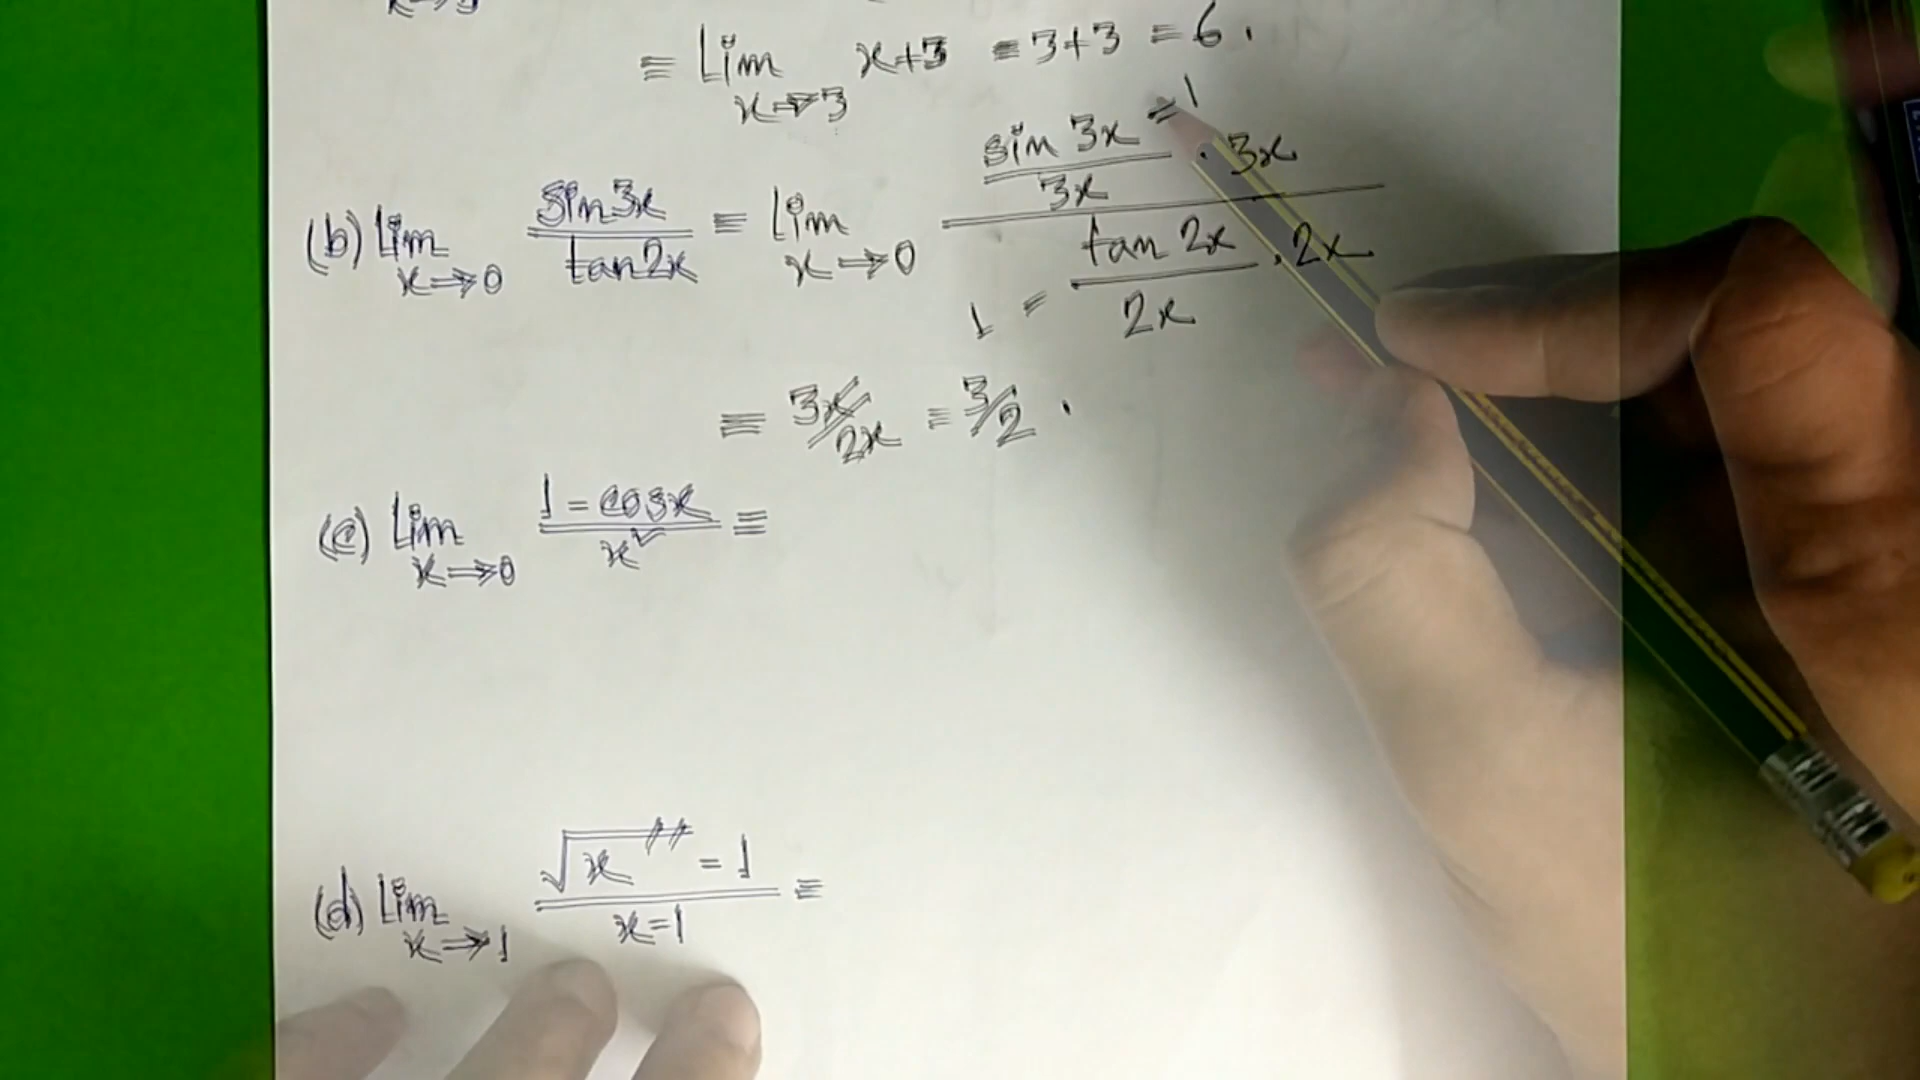 = Lim x+3 = 3+3 = 6.
x→3
(b) Lim x→0 sin3x / tan2x = Lim x→0 (sin 3x / 3x · 3x) / (tan 2x / 2x · 2x)
= 1
1 =
= 3x/2x = 3/2 .
(c) Lim x→0 1 - cosx / x² =
(d) Lim x→1 √x - 1 / x-1 =